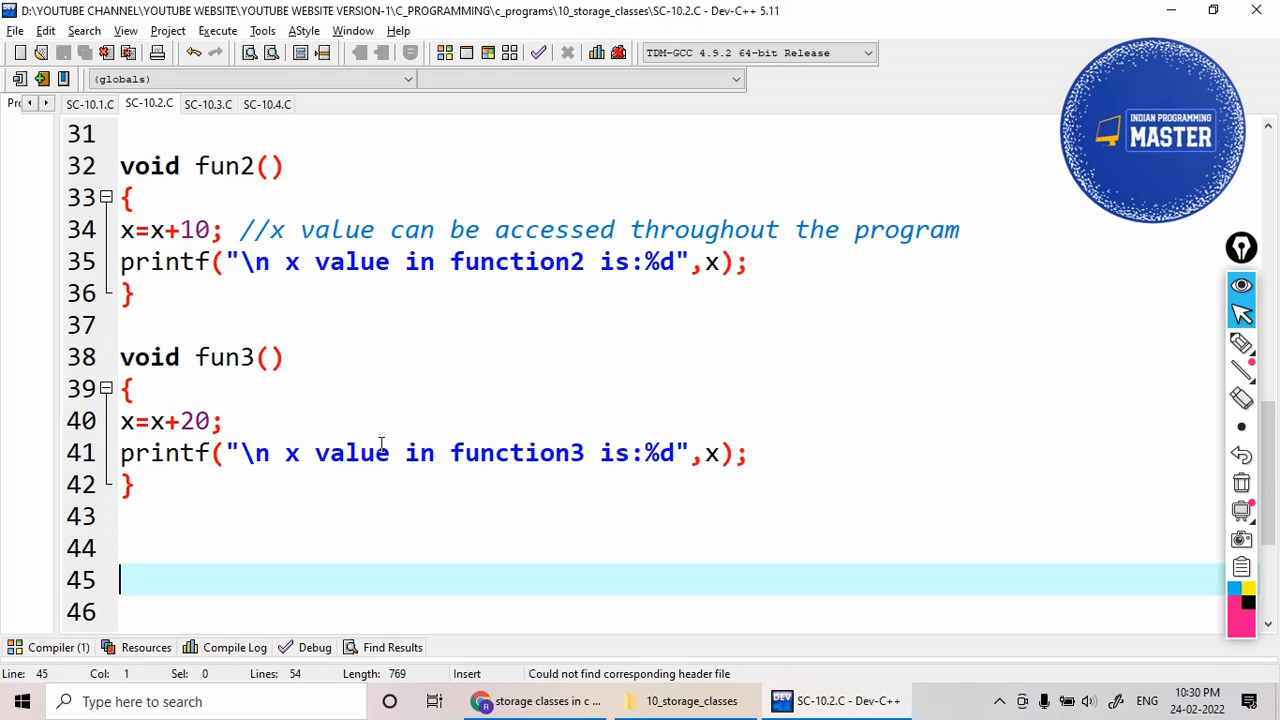 D:\YOUTUBE CHANNEL\YOUTUBE WEBSITE\YOUTUBE WEBSITE VERSION-1\C_PROGRAMMING\c_programs\10_storage_classes\SC-10.2.C - Dev-C++ 5.11
File Edit Search View Project Execute Tools AStyle Window Help
TDM-GCC 4.9.2 64-bit Release
(globals)
Pr SC-10.1.C SC-10.2.C SC-10.3.C SC-10.4.C
INDIAN PROGRAMMING
MASTER
31
32 void fun2()
33 {
34 x=x+10; //x value can be accessed throughout the program
35 printf("\n x value in function2 is:%d",x);
36 }
37
38 void fun3()
39 {
40 x=x+20;
41 printf("\n x value in function3 is:%d",x);
42 }
43
44
45
46
Compiler (1) Resources Compile Log Debug Find Results
Line: 45 Col: 1 Sel: 0 Lines: 54 Length: 769 Insert Could not find corresponding header file
Type here to search storage classes in c ... 10_storage_classes SC-10.2.C - Dev-C++ 10:30 PM
24-02-2022